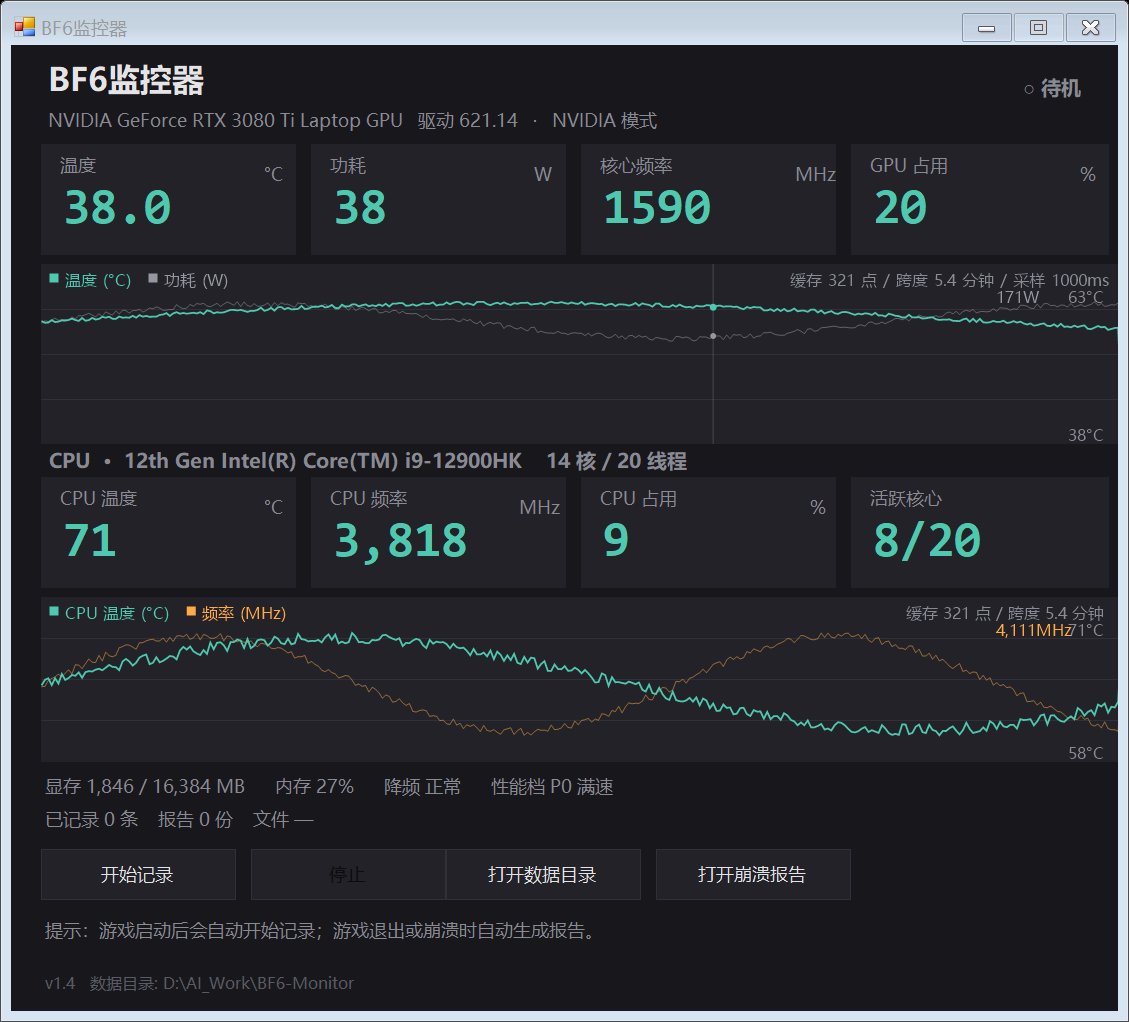 BF6监控器
BF6监控器
○ 待机
NVIDIA GeForce RTX 3080 Ti Laptop GPU 驱动 621.14 · NVIDIA 模式
温度 °C
38.0
功耗 W
38
核心频率 MHz
1590
GPU 占用 %
20
温度 (°C) 功耗 (W) 缓存 321 点 / 跨度 5.4 分钟 / 采样 1000ms
171W 63°C
38°C
CPU • 12th Gen Intel(R) Core(TM) i9-12900HK 14 核 / 20 线程
CPU 温度 °C
71
CPU 频率 MHz
3,818
CPU 占用 %
9
活跃核心
8/20
CPU 温度 (°C) 频率 (MHz) 缓存 321 点 / 跨度 5.4 分钟
4,111MHz 71°C
58°C
显存 1,846 / 16,384 MB 内存 27% 降频 正常 性能档 P0 满速
已记录 0 条 报告 0 份 文件 —
开始记录 停止 打开数据目录 打开崩溃报告
提示：游戏启动后会自动开始记录；游戏退出或崩溃时自动生成报告。
v1.4 数据目录: D:\AI_Work\BF6-Monitor